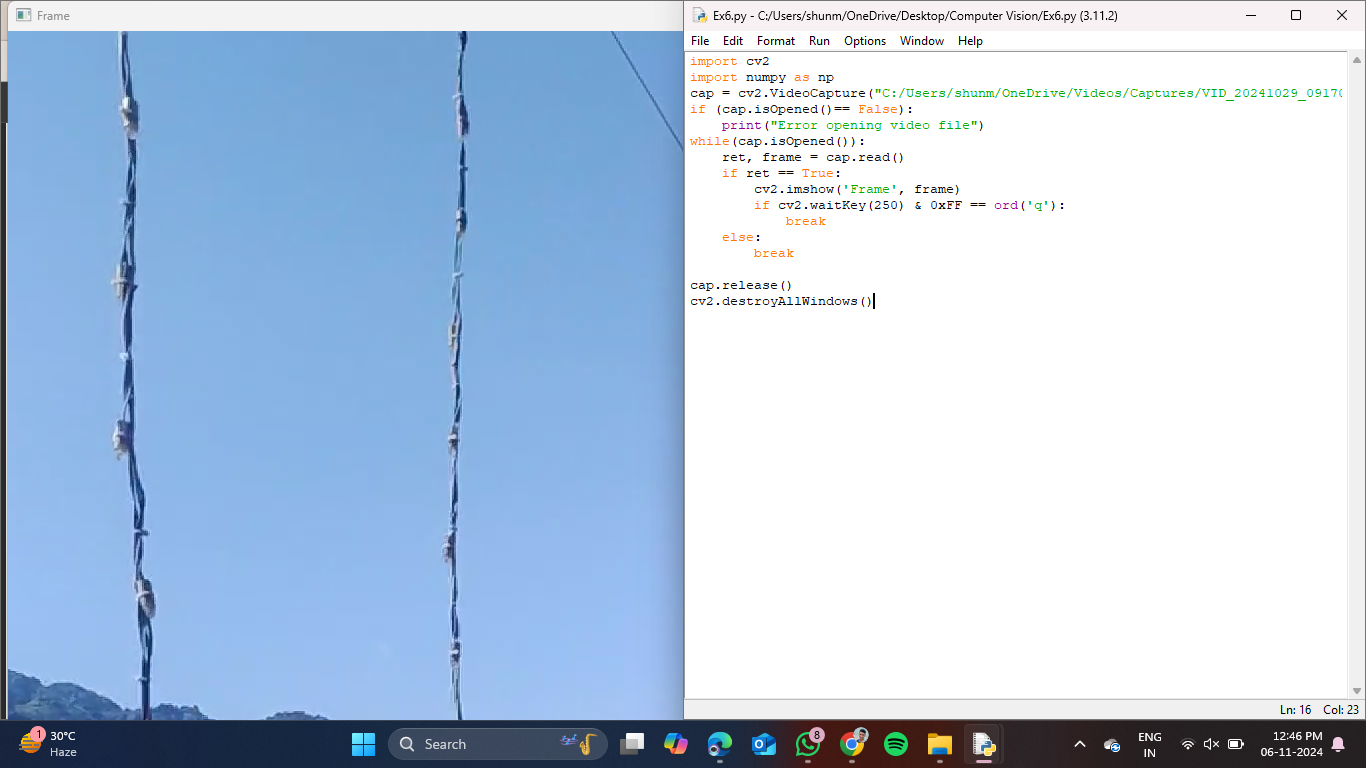 Frame
Ex6.py - C:/Users/shunm/OneDrive/Desktop/Computer Vision/Ex6.py (3.11.2)
File Edit Format Run Options Window Help
import cv2
import numpy as np
cap = cv2.VideoCapture("C:/Users/shunm/OneDrive/Videos/Captures/VID_20241029_09170
if (cap.isOpened()== False):
    print("Error opening video file")
while(cap.isOpened()):
    ret, frame = cap.read()
    if ret == True:
        cv2.imshow('Frame', frame)
        if cv2.waitKey(250) & 0xFF == ord('q'):
            break
    else:
        break
cap.release()
cv2.destroyAllWindows()
Ln: 16 Col: 23
1
30°C
Haze
Search
8
ENG
IN
12:46 PM
06-11-2024